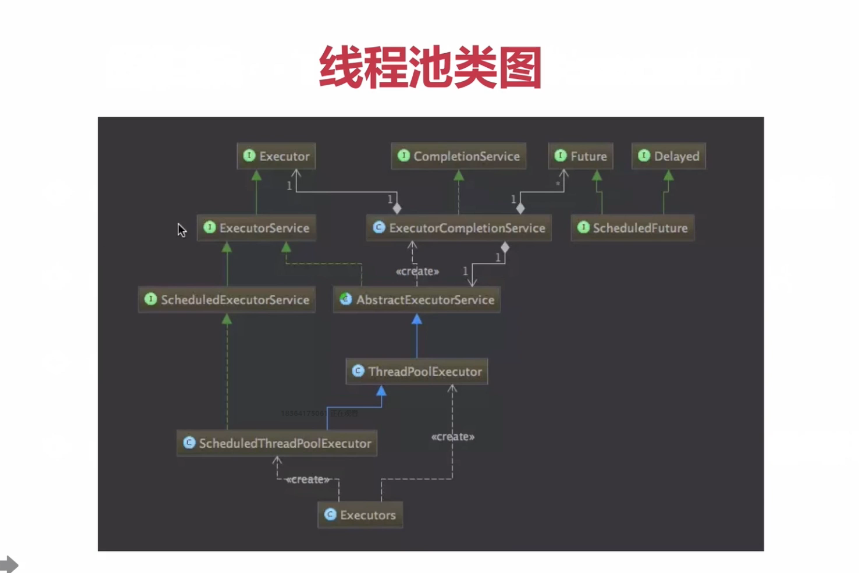 线程池类图
I Executor
I CompletionService
I Future
I Delayed
1
1
1
*
I ExecutorService
C ExecutorCompletionService
I ScheduledFuture
1
«create»
1
I ScheduledExecutorService
C AbstractExecutorService
C ThreadPoolExecutor
«create»
C ScheduledThreadPoolExecutor
«create»
C Executors